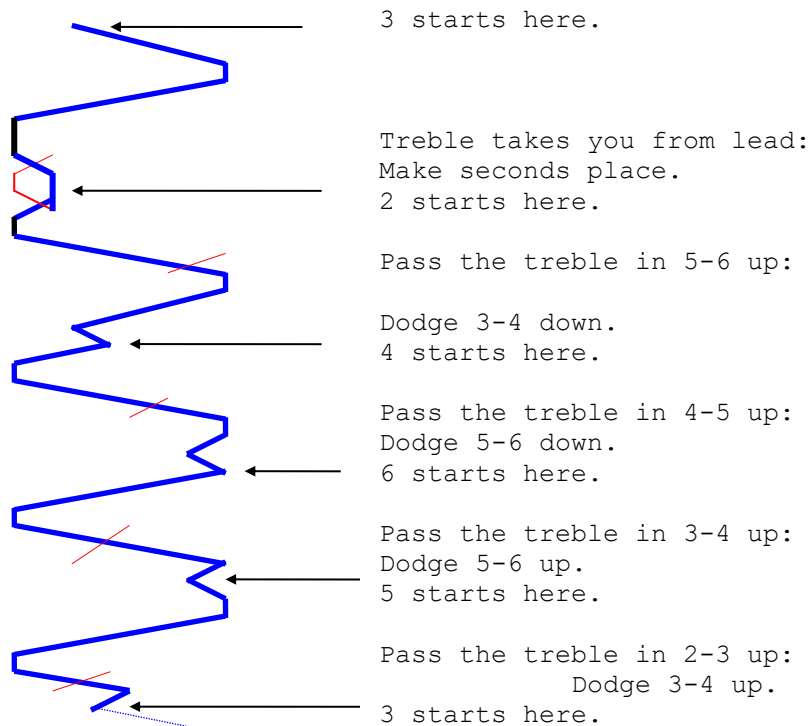 3 starts here.
Treble takes you from lead:
Make seconds place.
2 starts here.
Pass the treble in 5-6 up:
Dodge 3-4 down.
4 starts here.
Pass the treble in 4-5 up:
Dodge 5-6 down.
6 starts here.
Pass the treble in 3-4 up:
Dodge 5-6 up.
5 starts here.
Pass the treble in 2-3 up:
Dodge 3-4 up.
3 starts here.